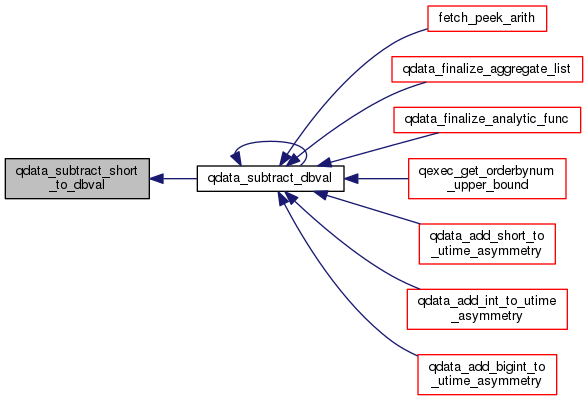 fetch_peek_arith
qdata_finalize_aggregate_list
qdata_finalize_analytic_func
qdata_subtract_short
_to_dbval
qdata_subtract_dbval
qexec_get_orderbynum
_upper_bound
qdata_add_short_to
_utime_asymmetry
qdata_add_int_to_utime
_asymmetry
qdata_add_bigint_to
_utime_asymmetry